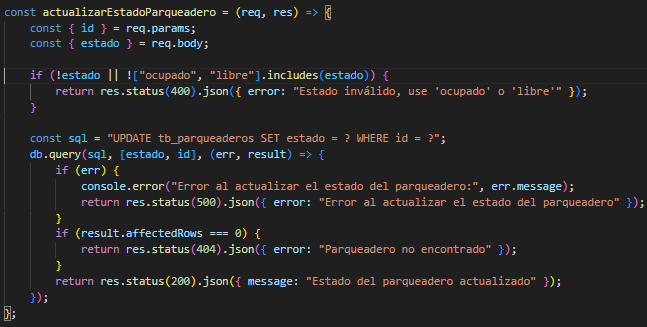 const actualizarEstadoParqueadero = (req, res) => {
    const { id } = req.params;
    const { estado } = req.body;

    if (!estado || !["ocupado", "libre"].includes(estado)) {
        return res.status(400).json({ error: "Estado inválido, use 'ocupado' o 'libre'" });
    }

    const sql = "UPDATE tb_parqueaderos SET estado = ? WHERE id = ?";
    db.query(sql, [estado, id], (err, result) => {
        if (err) {
            console.error("Error al actualizar el estado del parqueadero:", err.message);
            return res.status(500).json({ error: "Error al actualizar el estado del parqueadero" });
        }
        if (result.affectedRows === 0) {
            return res.status(404).json({ error: "Parqueadero no encontrado" });
        }
        return res.status(200).json({ message: "Estado del parqueadero actualizado" });
    });
};